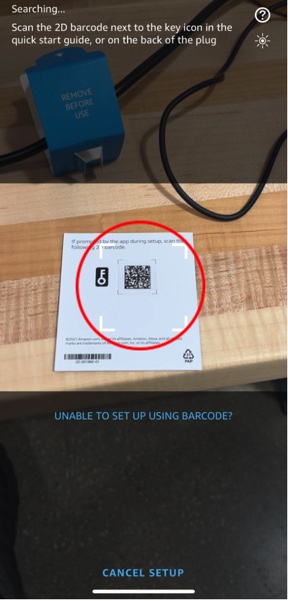 Searching...
Scan the 2D barcode next to the key icon in the
quick start guide, or on the back of the plug
REMOVE
BEFORE
USE
If prompted by the app during setup, scan the
following 2D barcode.
UNABLE TO SET UP USING BARCODE?
CANCEL SETUP